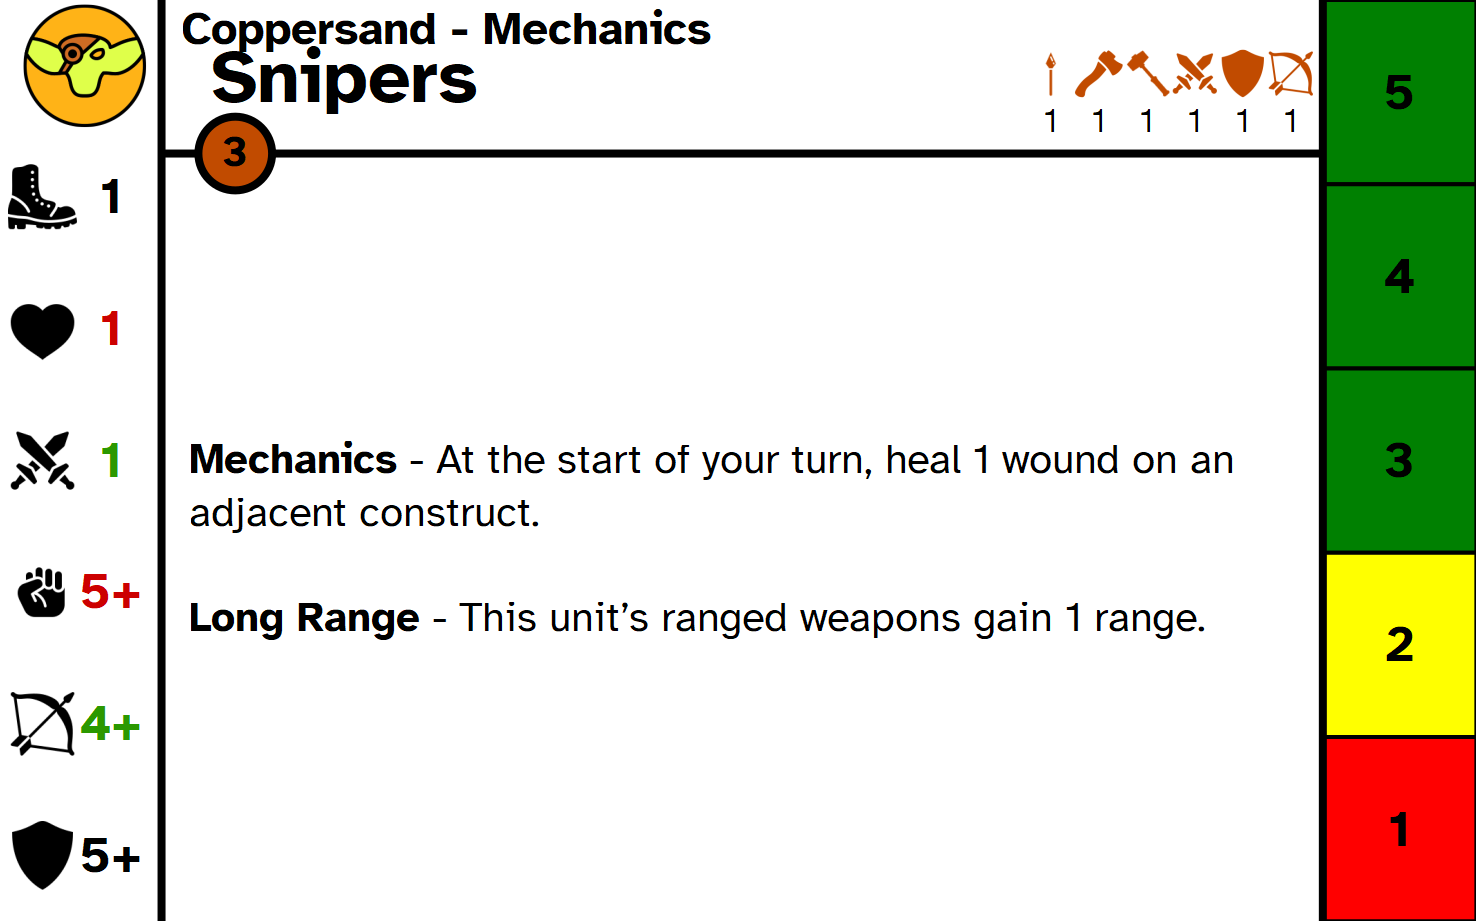 Coppersand - Mechanics
Snipers
1 1 1 1 1 1
3
1
1
1
5+
4+
5+
Mechanics - At the start of your turn, heal 1 wound on an
adjacent construct.
Long Range - This unit’s ranged weapons gain 1 range.
5
4
3
2
1